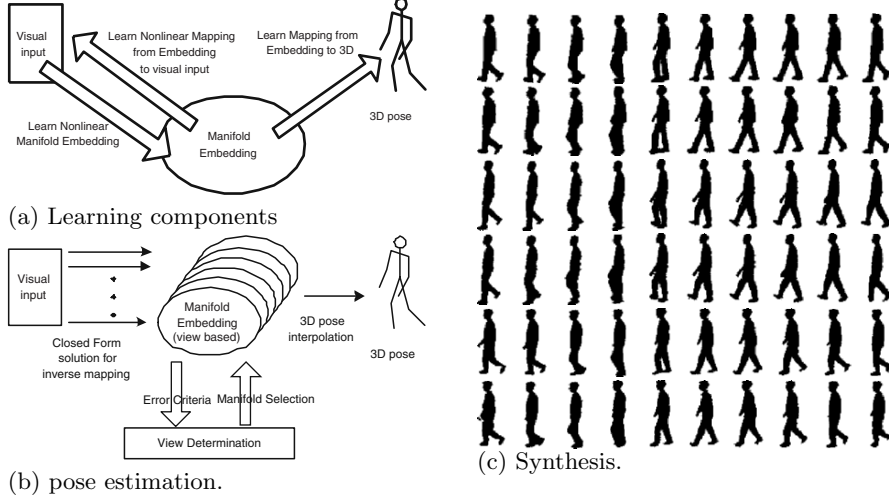 Visual
input
Learn Nonlinear Mapping
from Embedding
to visual input
Learn Mapping from
Embedding to 3D
3D pose
Learn Nonlinear
Manifold Embedding
Manifold
Embedding
(a) Learning components
Visual
input
Manifold
Embedding
(view based)
3D pose
interpolation
3D pose
Closed Form
solution for
inverse mapping
Error Criteria
Manifold Selection
View Determination
(b) pose estimation.
(c) Synthesis.